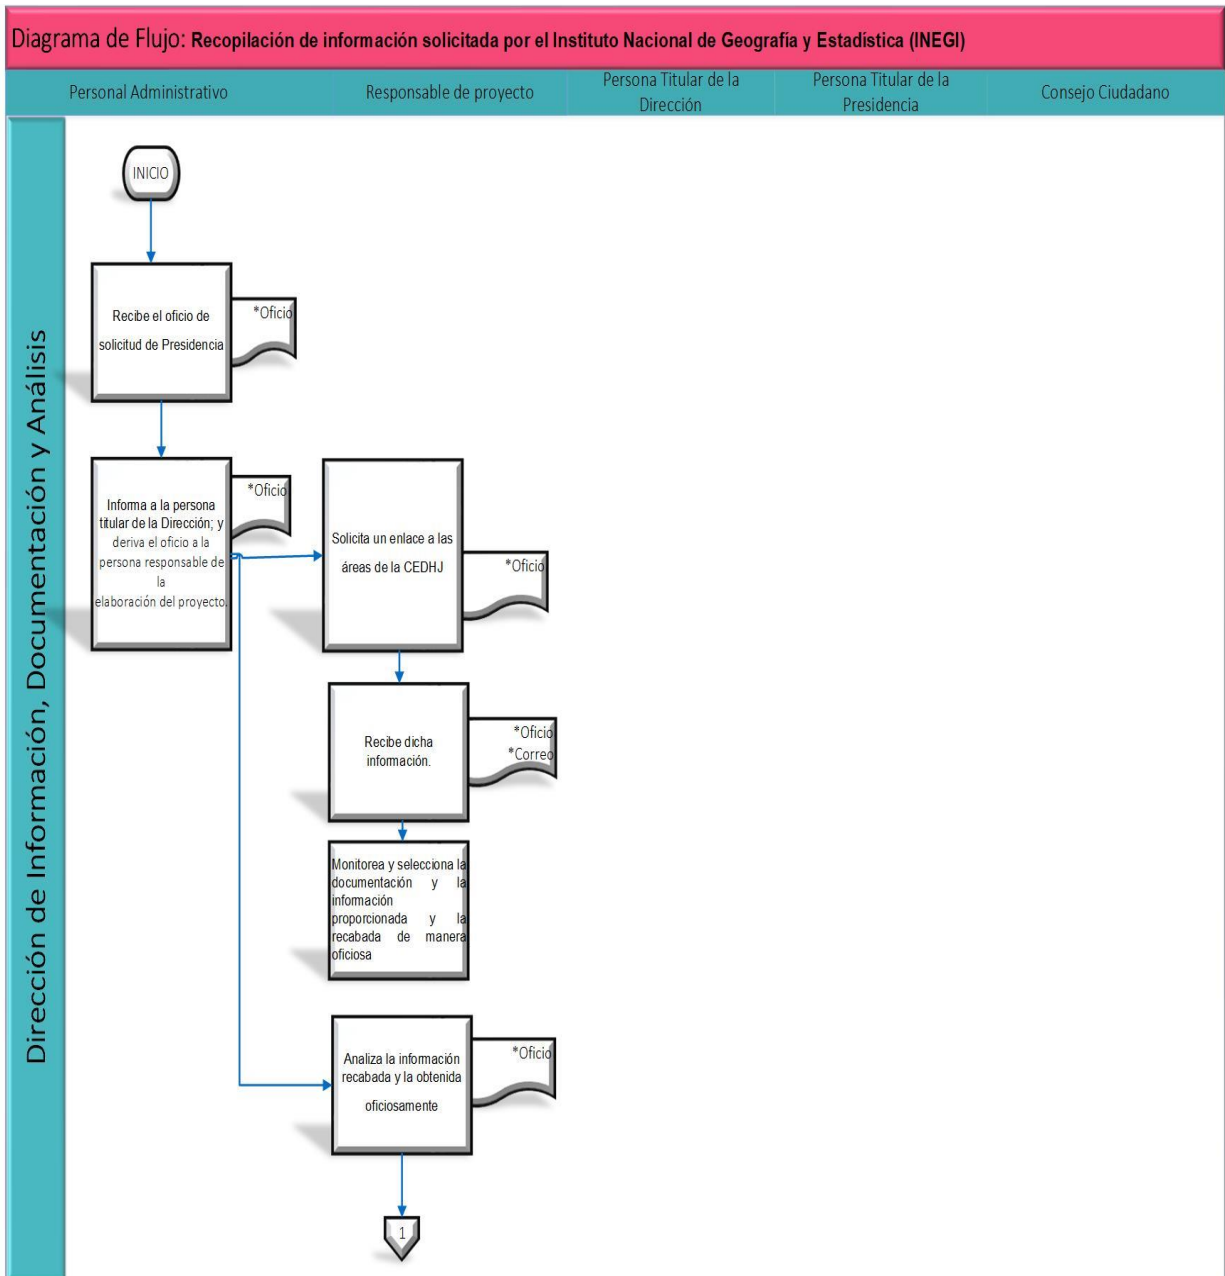 Diagrama de Flujo: Recopilación de información solicitada por el Instituto Nacional de Geografía y Estadística (INEGI)
Personal Administrativo
Responsable de proyecto
Persona Titular de la
Dirección
Persona Titular de la
Presidencia
Consejo Ciudadano
Dirección de Información, Documentación y Análisis
INICIO
Recibe el oficio de
solicitud de Presidencia
*Oficio
Informa a la persona
titular de la Dirección; y
deriva el oficio a la
persona responsable de
la
elaboración del proyecto.
*Oficio
Solicita un enlace a las
áreas de la CEDHJ
*Oficio
Recibe dicha
información.
*Oficio
*Correo
Monitorea y selecciona la
documentación y la
información
proporcionada y la
recabada de manera
oficiosa
Analiza la información
recabada y la obtenida
oficiosamente
*Oficio
1